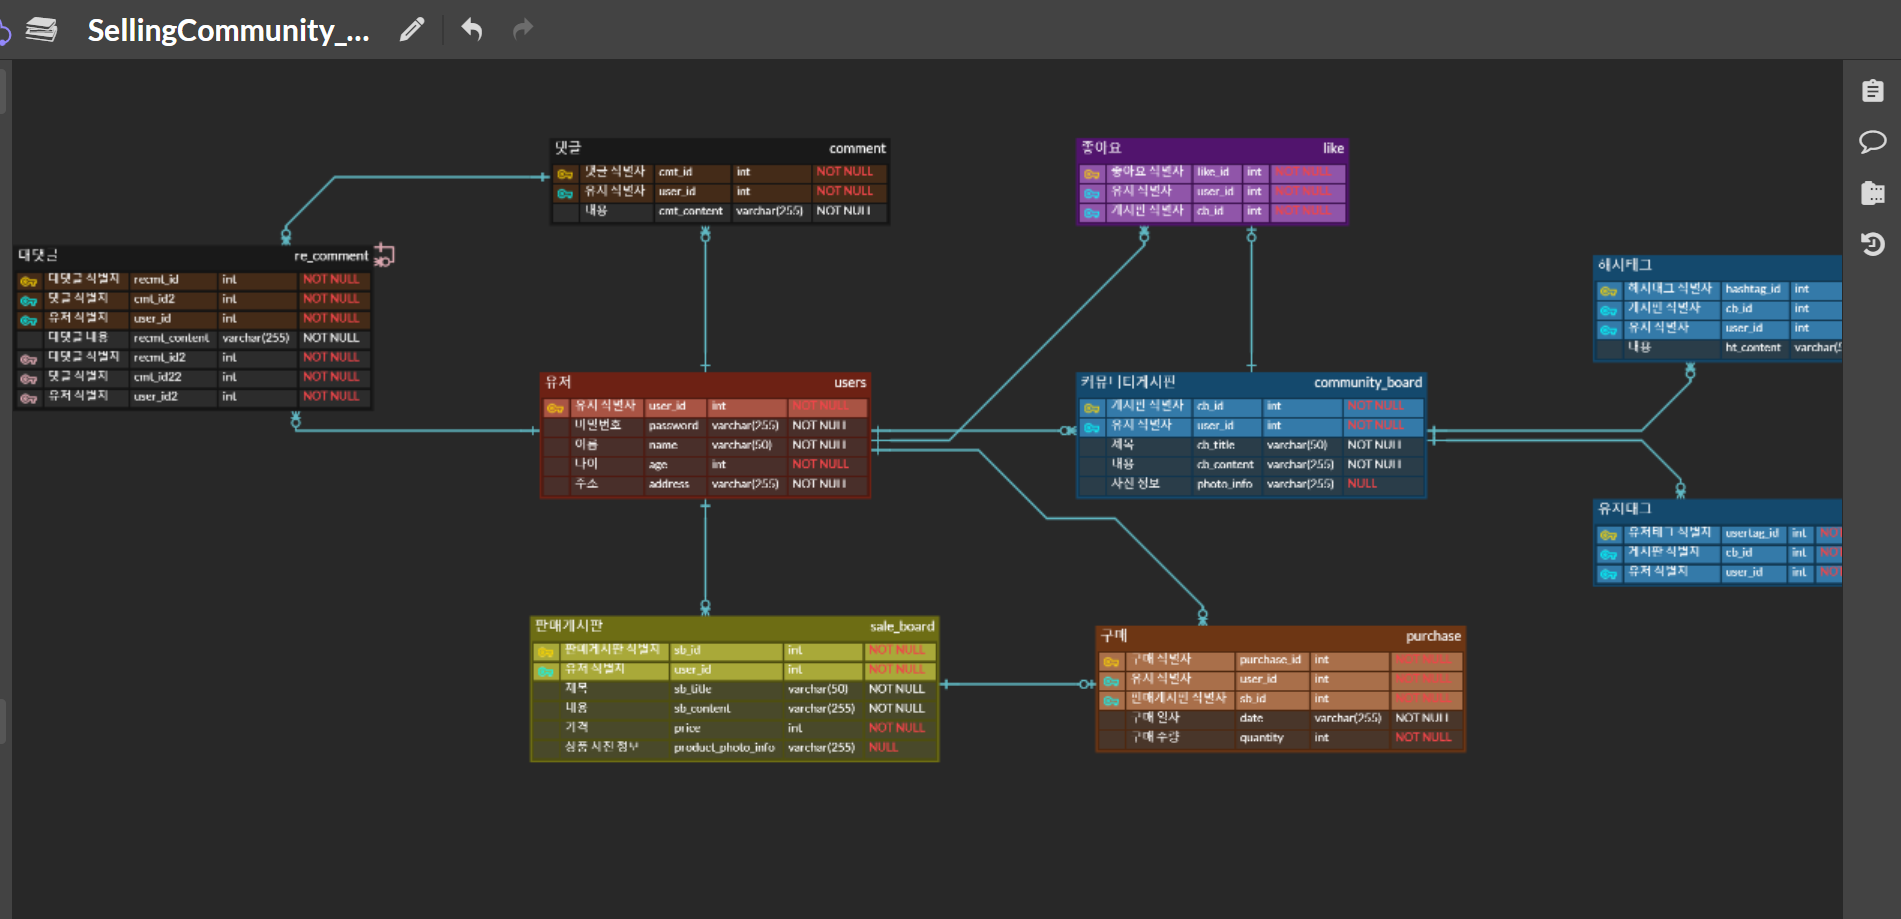 SellingCommunity_...
댓글 comment
댓글 식별자 cmt_id int NOT NULL
유저 식별자 user_id int NOT NULL
내용 cmt_content varchar(255) NOT NULL
좋아요 like
좋아요 식별자 like_id int NOT NULL
유저 식별자 user_id int NOT NULL
게시판 식별자 cb_id int NOT NULL
대댓글 re_comment
대댓글 식별자 recmt_id int NOT NULL
댓글 식별자 cmt_id2 int NOT NULL
유저 식별자 user_id int NOT NULL
대댓글 내용 recmt_content varchar(255) NOT NULL
대댓글 식별자 recmt_id2 int NOT NULL
댓글 식별자 cmt_id22 int NOT NULL
유저 식별자 user_id2 int NOT NULL
해시태그
해시태그 식별자 hashtag_id int
게시판 식별자 cb_id int
유저 식별자 user_id int
내용 ht_content
유저 users
유저 식별자 user_id int NOT NULL
비밀번호 password varchar(255) NOT NULL
이름 name varchar(50) NOT NULL
나이 age int NOT NULL
주소 address varchar(255) NOT NULL
커뮤니티게시판 community_board
게시판 식별자 cb_id int NOT NULL
유저 식별자 user_id int NOT NULL
제목 cb_title varchar(50) NOT NULL
내용 cb_content varchar(255) NOT NULL
사진 정보 photo_info varchar(255) NULL
유저태그
유저태그 식별자 usertag_id int
게시판 식별자 cb_id int
유저 식별자 user_id int
판매게시판 sale_board
판매게시판 식별자 sb_id int NOT NULL
유저 식별자 user_id int NOT NULL
제목 sb_title varchar(50) NOT NULL
내용 sb_content varchar(255) NOT NULL
가격 price int NOT NULL
상품 사진 정보 product_photo_info varchar(255) NULL
구매 purchase
구매 식별자 purchase_id int NOT NULL
유저 식별자 user_id int NOT NULL
판매게시판 식별자 sb_id int NOT NULL
구매 일자 date varchar(255) NOT NULL
구매 수량 quantity int NOT NULL